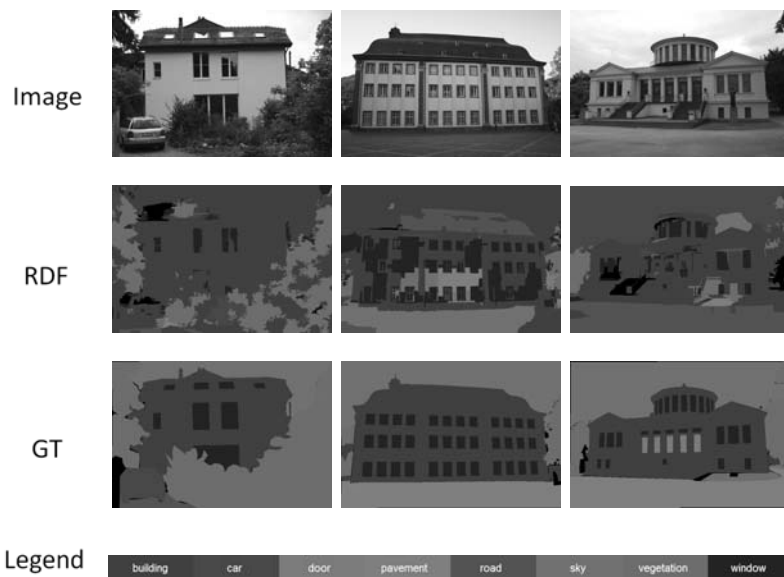 Image
RDF
GT
Legend
building car door pavement road sky vegetation window